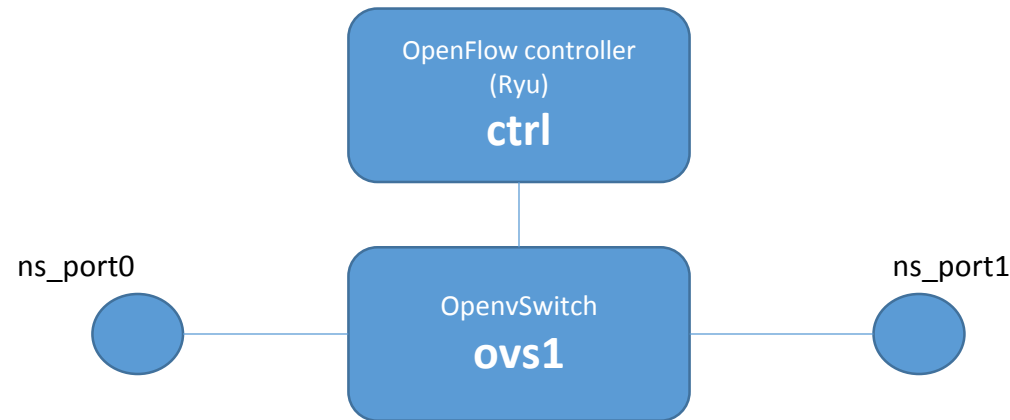 OpenFlow controller
(Ryu)
ctrl
ns_port0
ns_port1
OpenvSwitch
ovs1